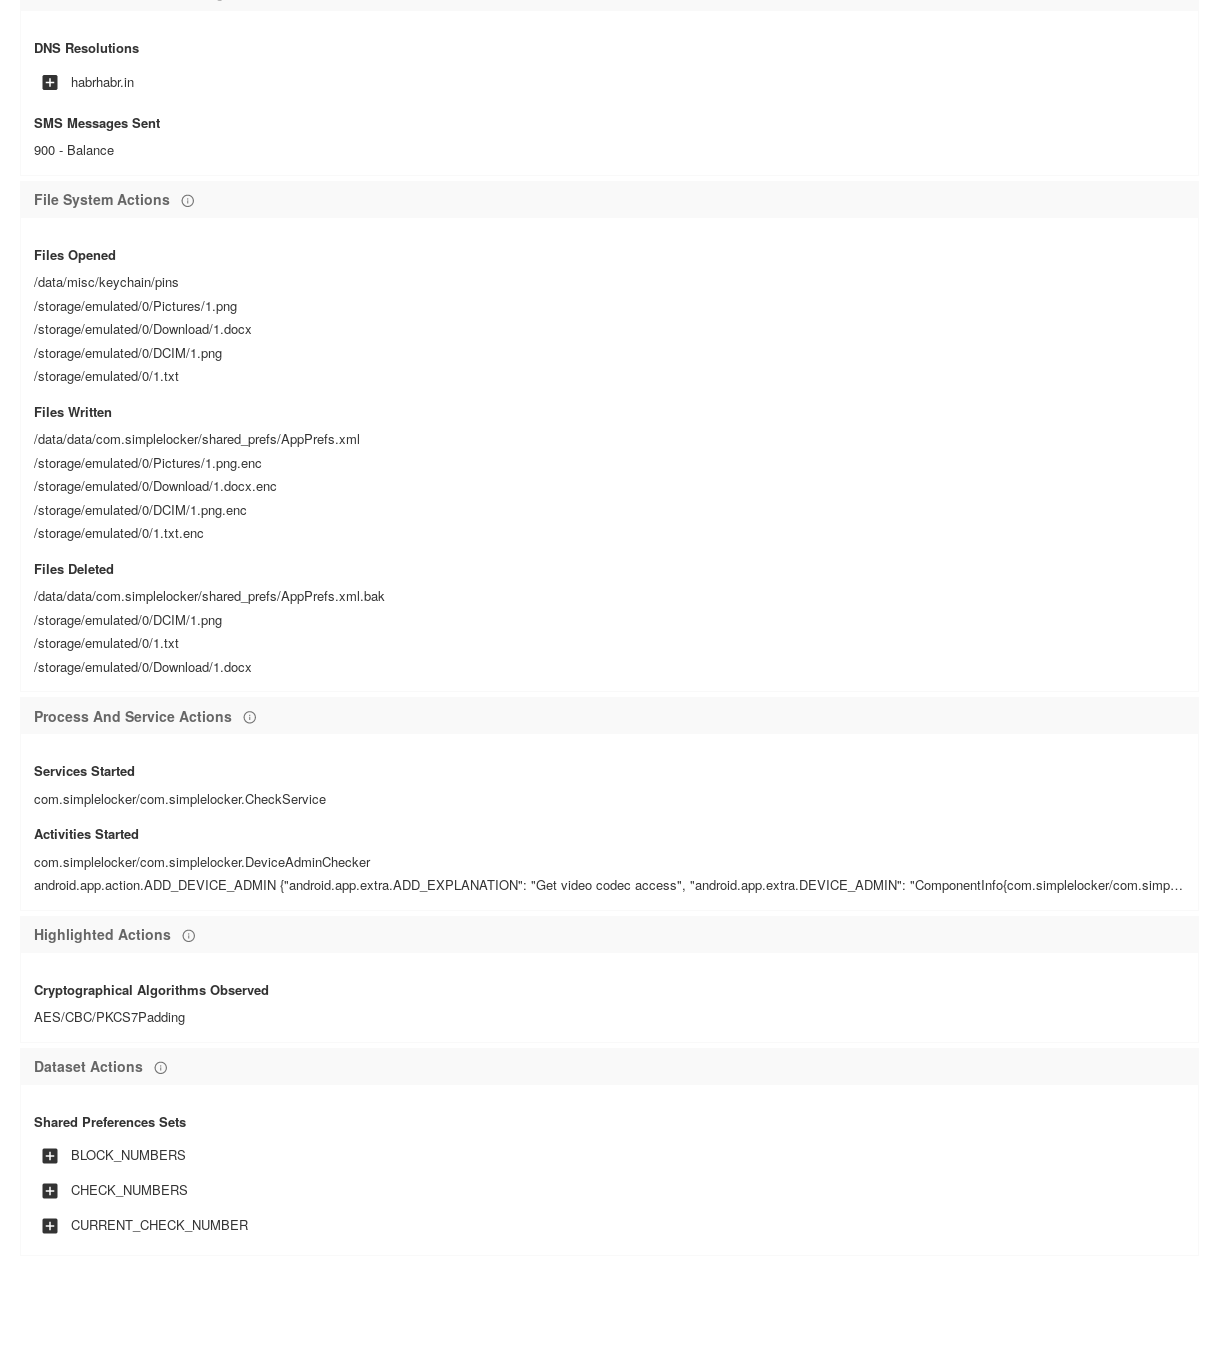 DNS Resolutions
habrhabr.in
SMS Messages Sent
900 - Balance
File System Actions
Files Opened
/data/misc/keychain/pins
/storage/emulated/0/Pictures/1.png
/storage/emulated/0/Download/1.docx
/storage/emulated/0/DCIM/1.png
/storage/emulated/0/1.txt
Files Written
/data/data/com.simplelocker/shared_prefs/AppPrefs.xml
/storage/emulated/0/Pictures/1.png.enc
/storage/emulated/0/Download/1.docx.enc
/storage/emulated/0/DCIM/1.png.enc
/storage/emulated/0/1.txt.enc
Files Deleted
/data/data/com.simplelocker/shared_prefs/AppPrefs.xml.bak
/storage/emulated/0/DCIM/1.png
/storage/emulated/0/1.txt
/storage/emulated/0/Download/1.docx
Process And Service Actions
Services Started
com.simplelocker/com.simplelocker.CheckService
Activities Started
com.simplelocker/com.simplelocker.DeviceAdminChecker
android.app.action.ADD_DEVICE_ADMIN {"android.app.extra.ADD_EXPLANATION": "Get video codec access", "android.app.extra.DEVICE_ADMIN": "ComponentInfo{com.simplelocker/com.simp…
Highlighted Actions
Cryptographical Algorithms Observed
AES/CBC/PKCS7Padding
Dataset Actions
Shared Preferences Sets
BLOCK_NUMBERS
CHECK_NUMBERS
CURRENT_CHECK_NUMBER